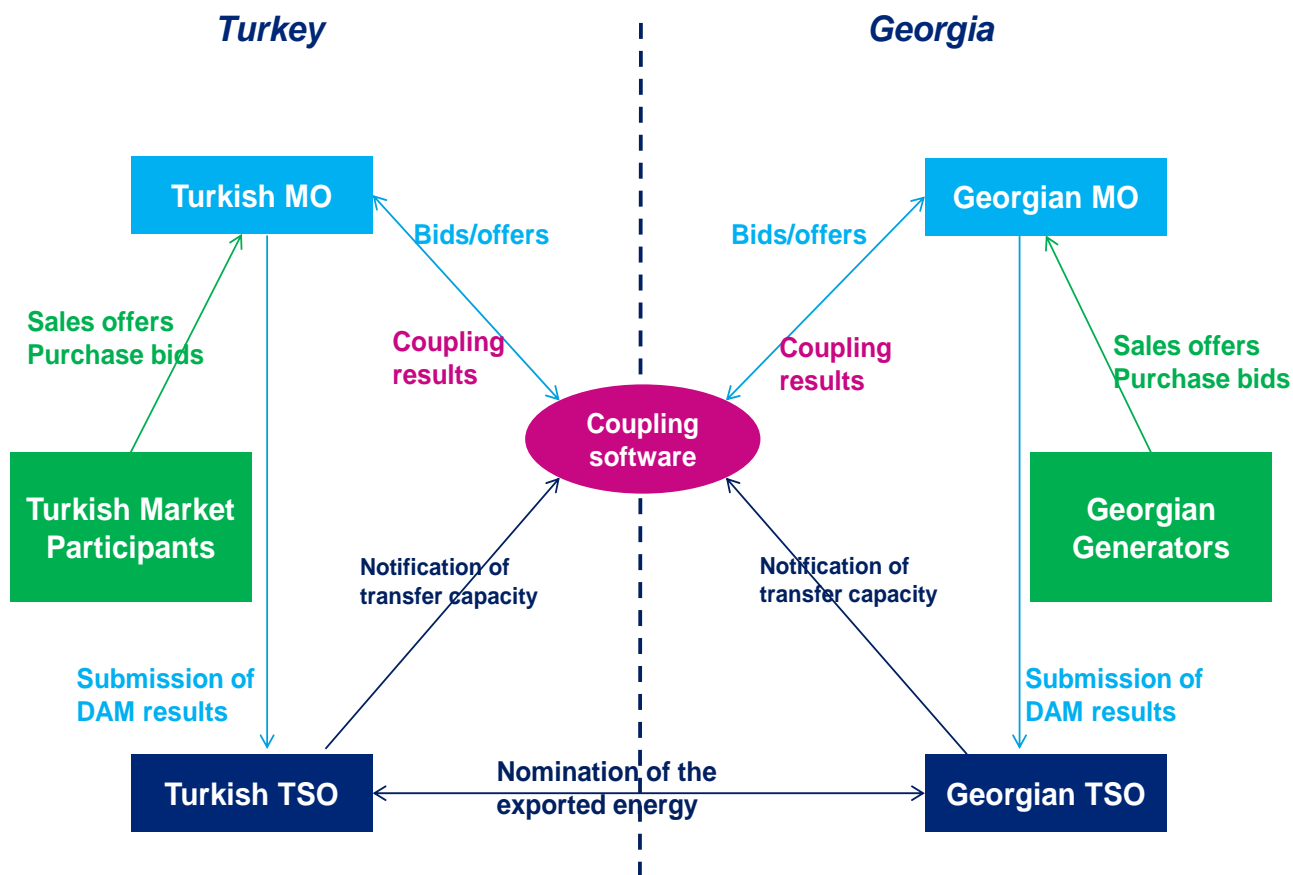 Turkey
Georgia
Turkish MO
Georgian MO
Bids/offers
Bids/offers
Sales offers
Purchase bids
Coupling
results
Coupling
results
Sales offers
Purchase bids
Coupling
software
Turkish Market
Participants
Georgian
Generators
Notification of
transfer capacity
Notification of
transfer capacity
Submission of
DAM results
Submission of
DAM results
Turkish TSO
Nomination of the
exported energy
Georgian TSO